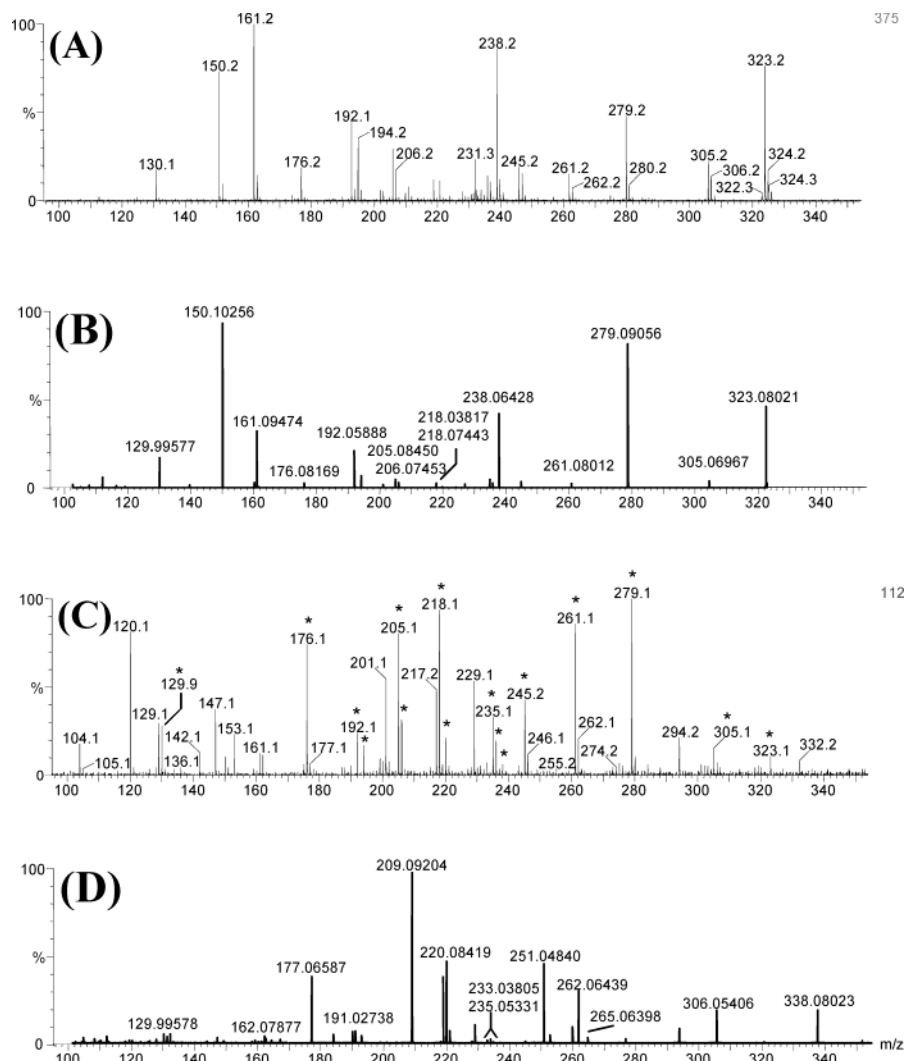 100 (A) 161.2 375
150.2 238.2 323.2
% 192.1 194.2 279.2
130.1 176.2 206.2 231.3 245.2 261.2 262.2 280.2 305.2 306.2 322.3 324.2 324.3
0
100 120 140 160 180 200 220 240 260 280 300 320 340
100 (B) 150.10256 279.09056
% 129.99577 161.09474 176.08169 192.05888 205.08450 206.07453 218.03817 218.07443 238.06428 261.08012 305.06967 323.08021
0
100 120 140 160 180 200 220 240 260 280 300 320 340
100 (C) * 112
120.1 * 176.1 * 205.1 * 218.1 * 261.1 279.1
% * 129.9 201.1 217.2 229.1 * 245.2
104.1 105.1 129.1 142.1 136.1 147.1 153.1 161.1 177.1 * 192.1 * * * * 235.1 * * 246.1 255.2 262.1 274.2 294.2 * 305.1 * 323.1 332.2
0
100 120 140 160 180 200 220 240 260 280 300 320 340
100 (D) 209.09204
% 177.06587 220.08419 233.03805 235.05331 251.04840 262.06439
129.99578 162.07877 191.02738 265.06398 306.05406 338.08023
0 m/z
100 120 140 160 180 200 220 240 260 280 300 320 340